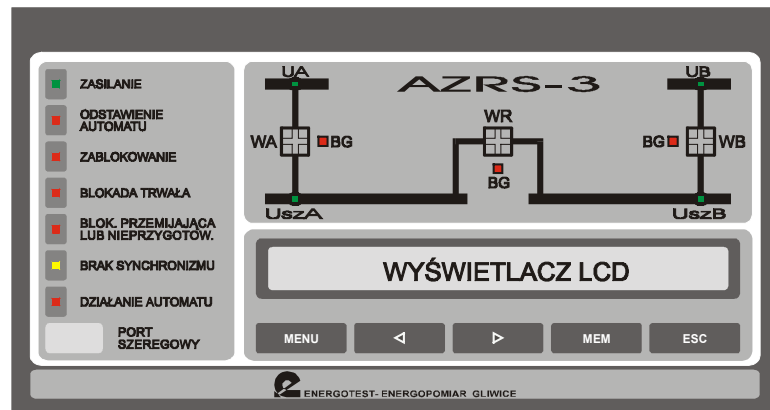 ZASILANIE
ODSTAWIENIE
AUTOMATU
ZABLOKOWANIE
BLOKADA TRWAŁA
BLOK. PRZEMIJAJĄCA
LUB NIEPRZYGOTÓW.
BRAK SYNCHRONIZMU
DZIAŁANIE AUTOMATU
PORT
SZEREGOWY
UA
AZRS-3
UB
WR
WA
BG
BG
WB
BG
UszA
UszB
WYŚWIETLACZ LCD
MENU
MEM
ESC
ENERGOTEST- ENERGOPOMIAR GLIWICE